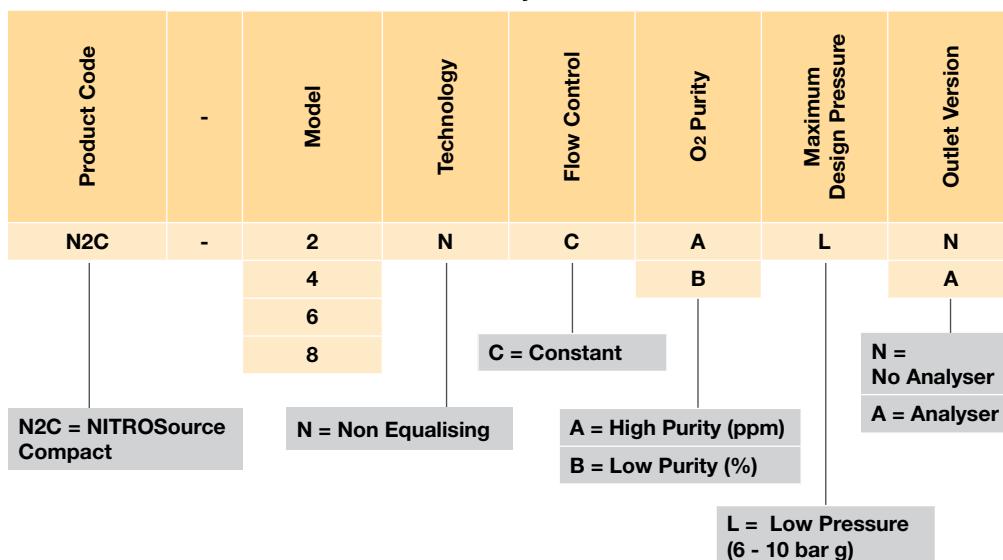 Product Code
-
Model
Technology
Flow Control
O2 Purity
Maximum
Design Pressure
Outlet Version
N2C - 2 N C A L N
4 B A
6
8
C = Constant
N =
No Analyser
A = Analyser
N2C = NITROSource
Compact
N = Non Equalising
A = High Purity (ppm)
B = Low Purity (%)
L = Low Pressure
(6 - 10 bar g)